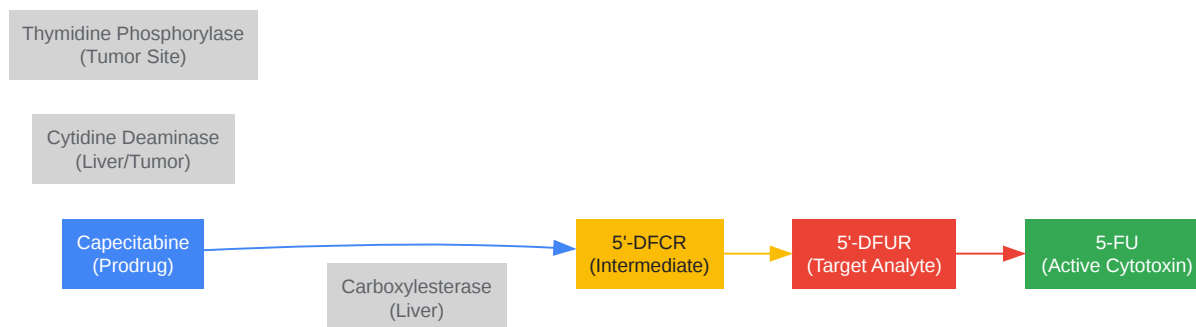 Thymidine Phosphorylase
(Tumor Site)
Cytidine Deaminase
(Liver/Tumor)
Capecitabine
(Prodrug)
Carboxylesterase
(Liver)
5'-DFCR
(Intermediate)
5'-DFUR
(Target Analyte)
5-FU
(Active Cytotoxin)